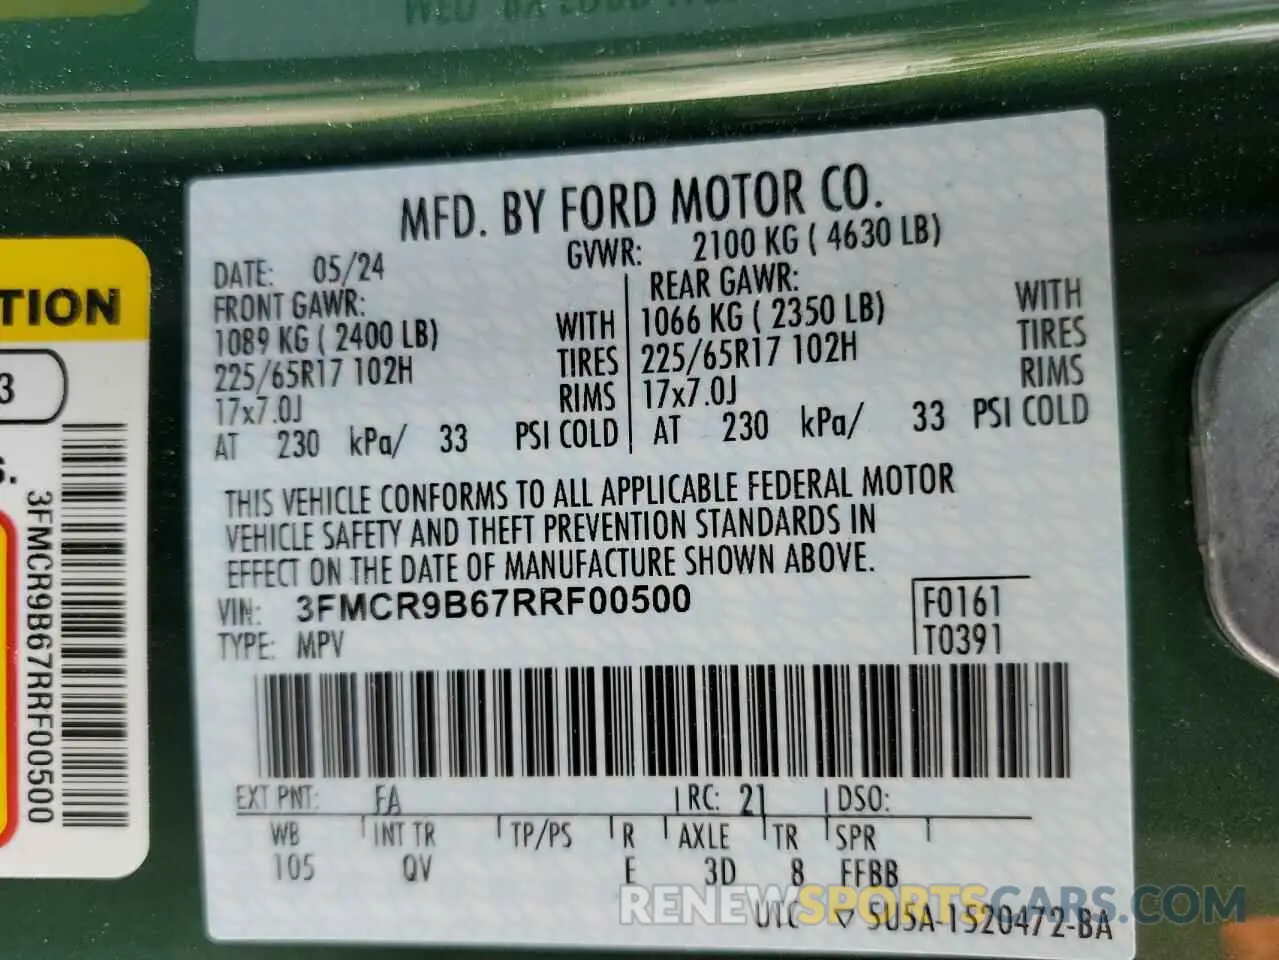 MFD. BY FORD MOTOR CO.
DATE: 05/24 GVWR: 2100 KG ( 4630 LB)
FRONT GAWR: REAR GAWR:
1089 KG ( 2400 LB) WITH 1066 KG ( 2350 LB) WITH
225/65R17 102H TIRES 225/65R17 102H TIRES
17x7.0J RIMS 17x7.0J RIMS
AT 230 kPa/ 33 PSI COLD AT 230 kPa/ 33 PSI COLD
THIS VEHICLE CONFORMS TO ALL APPLICABLE FEDERAL MOTOR
VEHICLE SAFETY AND THEFT PREVENTION STANDARDS IN
EFFECT ON THE DATE OF MANUFACTURE SHOWN ABOVE.
VIN: 3FMCR9B67RRF00500 F0161
TYPE: MPV T0391
EXT PNT: FA RC: 21 DSO:
WB INT TR TP/PS R AXLE TR SPR
105 QV E 3D 8 FFBB
UTC ▽ 5U5A-1520472-BA
RENEWSPORTSCARS.COM
TION
3
S.
3FMCR9B67RRF00500